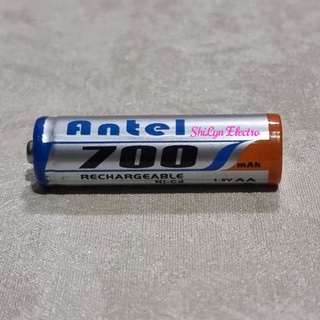 Antel
ShiLyn Electro
700 mAh
RECHARGEABLE
Ni-Cd
1.2V AA